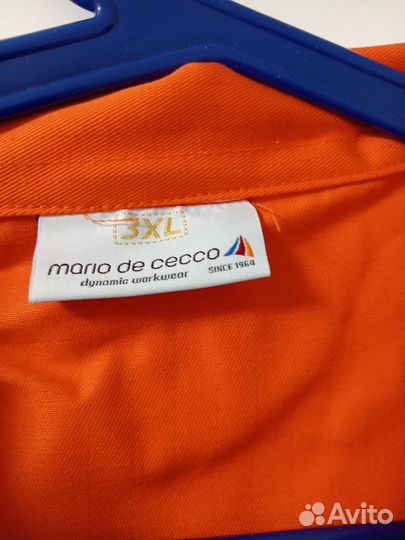 3XL
mario de cecco
dynamic workwear
SINCE 1964
Avito